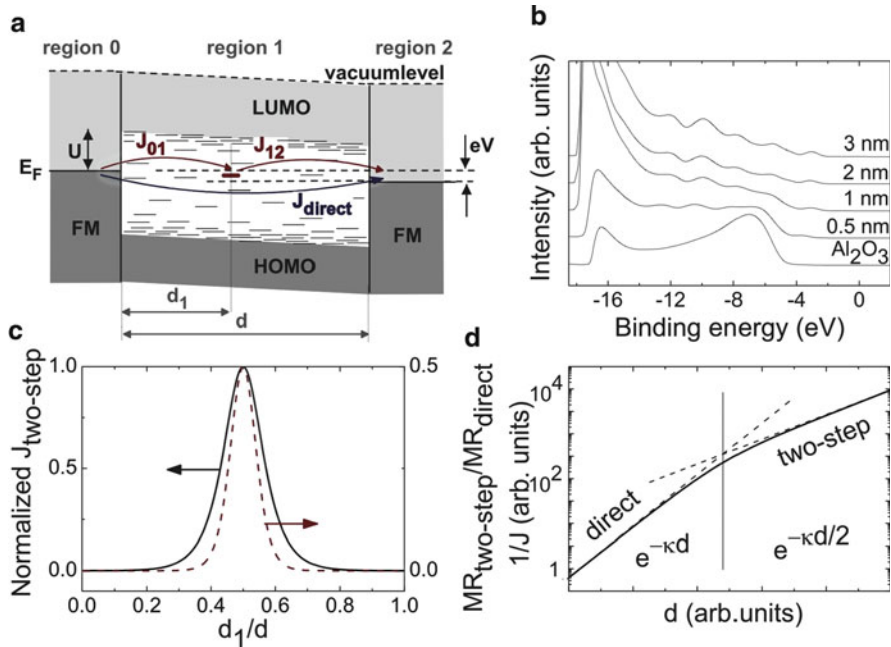 a
region 0 region 1 region 2
vacuumlevel
LUMO
U
J01 J12
eV
EF
Jdirect
FM FM
HOMO
d1
d
b
Intensity (arb. units)
3 nm
2 nm
1 nm
0.5 nm
Al2O3
-16 -12 -8 -4 0
Binding energy (eV)
c
Normalized Jtwo-step
1.0
0.5
0.0
0.5
0.0
MRtwo-step/MRdirect
0.0 0.2 0.4 0.6 0.8 1.0
d1/d
d
1/J (arb. units)
10^4
10^2
1
direct
two-step
e^−κd
e^−κd/2
d (arb.units)